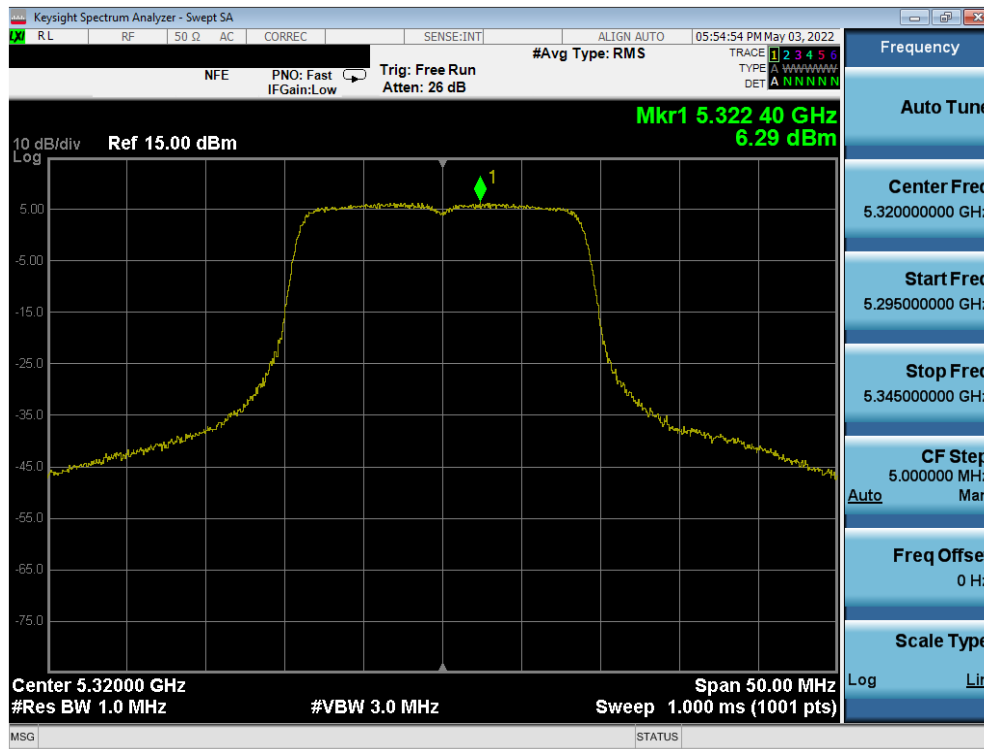 Keysight Spectrum Analyzer - Swept SA
LXI RL RF 50 Ω AC CORREC SENSE:INT ALIGN AUTO 05:54:54 PM May 03, 2022
NFE PNO: Fast Trig: Free Run #Avg Type: RMS TRACE 1 2 3 4 5 6
IFGain:Low Atten: 26 dB TYPE A WWWWW
DET A N N N N N
Mkr1 5.322 40 GHz
6.29 dBm
10 dB/div Ref 15.00 dBm
Log
1
5.00
-5.00
-15.0
-25.0
-35.0
-45.0
-55.0
-65.0
-75.0
Center 5.32000 GHz Span 50.00 MHz
#Res BW 1.0 MHz #VBW 3.0 MHz Sweep 1.000 ms (1001 pts)
MSG STATUS
Frequency
Auto Tune
Center Freq
5.320000000 GHz
Start Freq
5.295000000 GHz
Stop Freq
5.345000000 GHz
CF Step
5.000000 MHz
Auto Man
Freq Offset
0 Hz
Scale Type
Log Lin